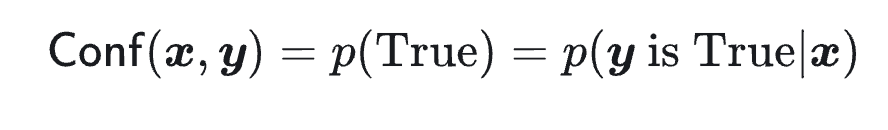 Conf(x, y) = p(True) = p(y is True|x)